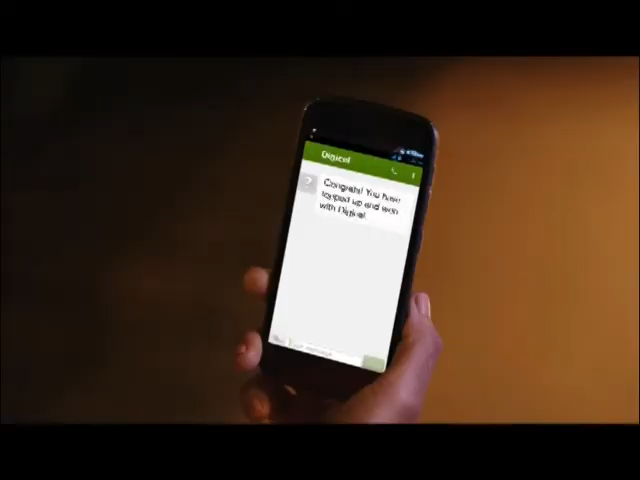 Digicel
Congrats! You have
topped up and won
with Digicel